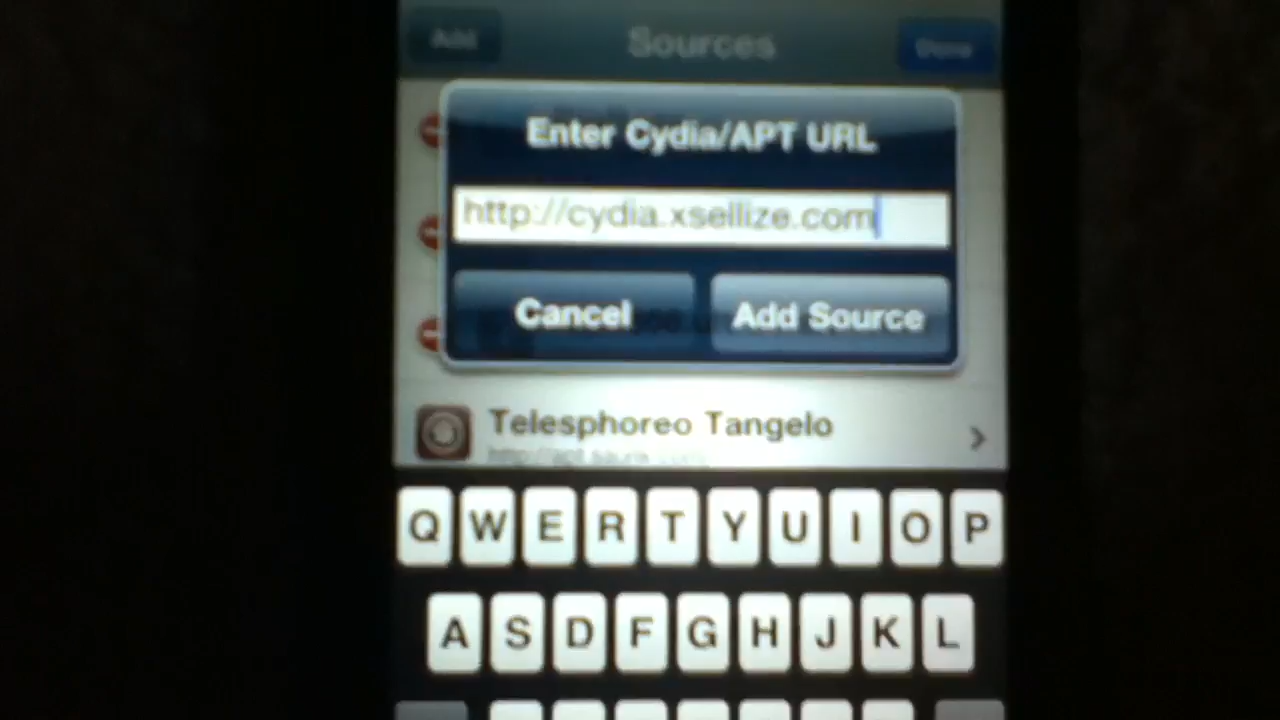 Add Sources Done
Enter Cydia/APT URL
http://cydia.xsellize.com
Cancel Add Source
Telesphoreo Tangelo
Q W E R T Y U I O P
A S D F G H J K L